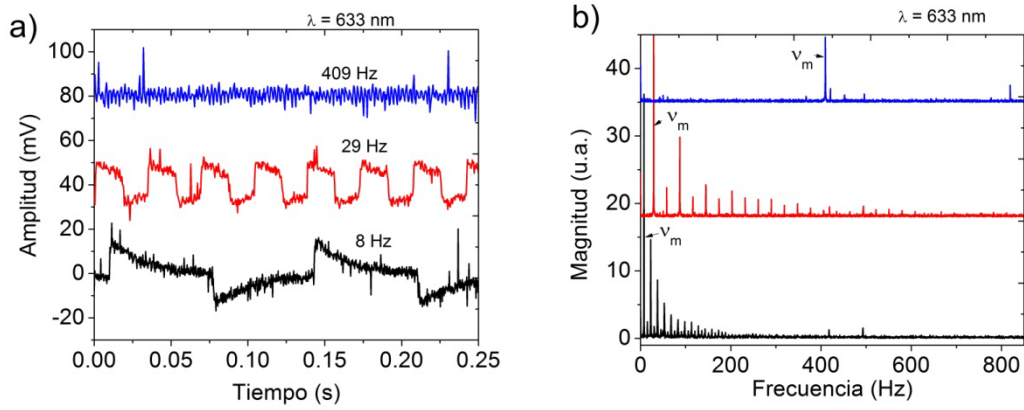 a)
λ = 633 nm
Amplitud (mV)
100
80
60
40
20
0
-20
409 Hz
29 Hz
8 Hz
0.00 0.05 0.10 0.15 0.20 0.25
Tiempo (s)
b)
λ = 633 nm
Magnitud (u.a.)
40
30
20
10
0
νm
νm
νm
0 200 400 600 800
Frecuencia (Hz)